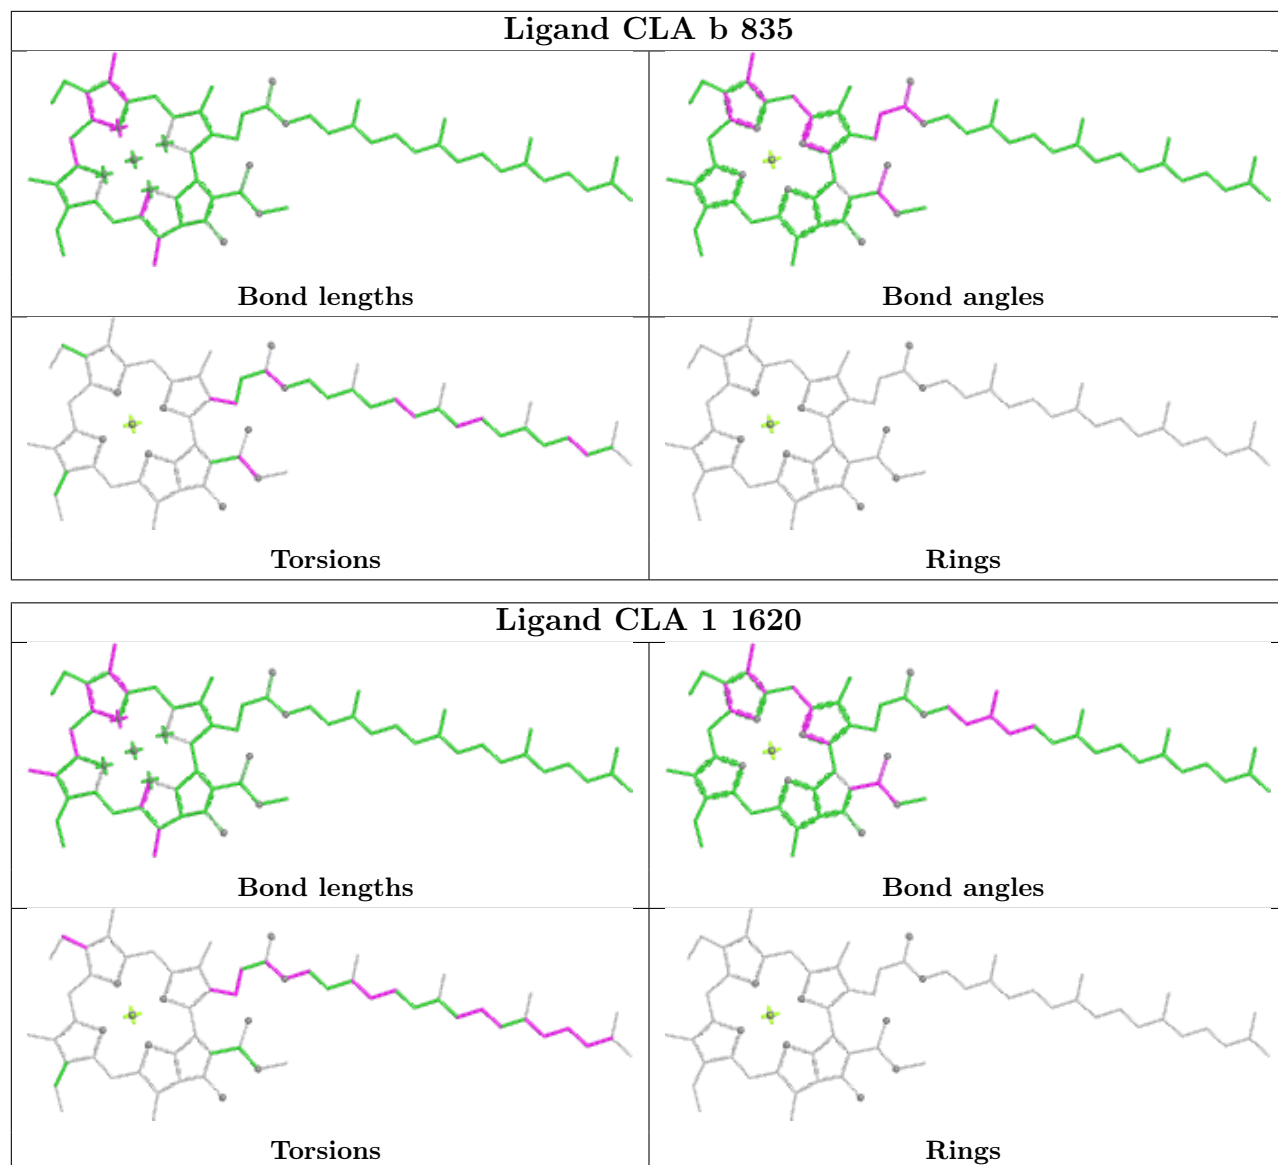 Ligand CLA b 835
Bond lengths
Bond angles
Torsions
Rings
Ligand CLA 1 1620
Bond lengths
Bond angles
Torsions
Rings